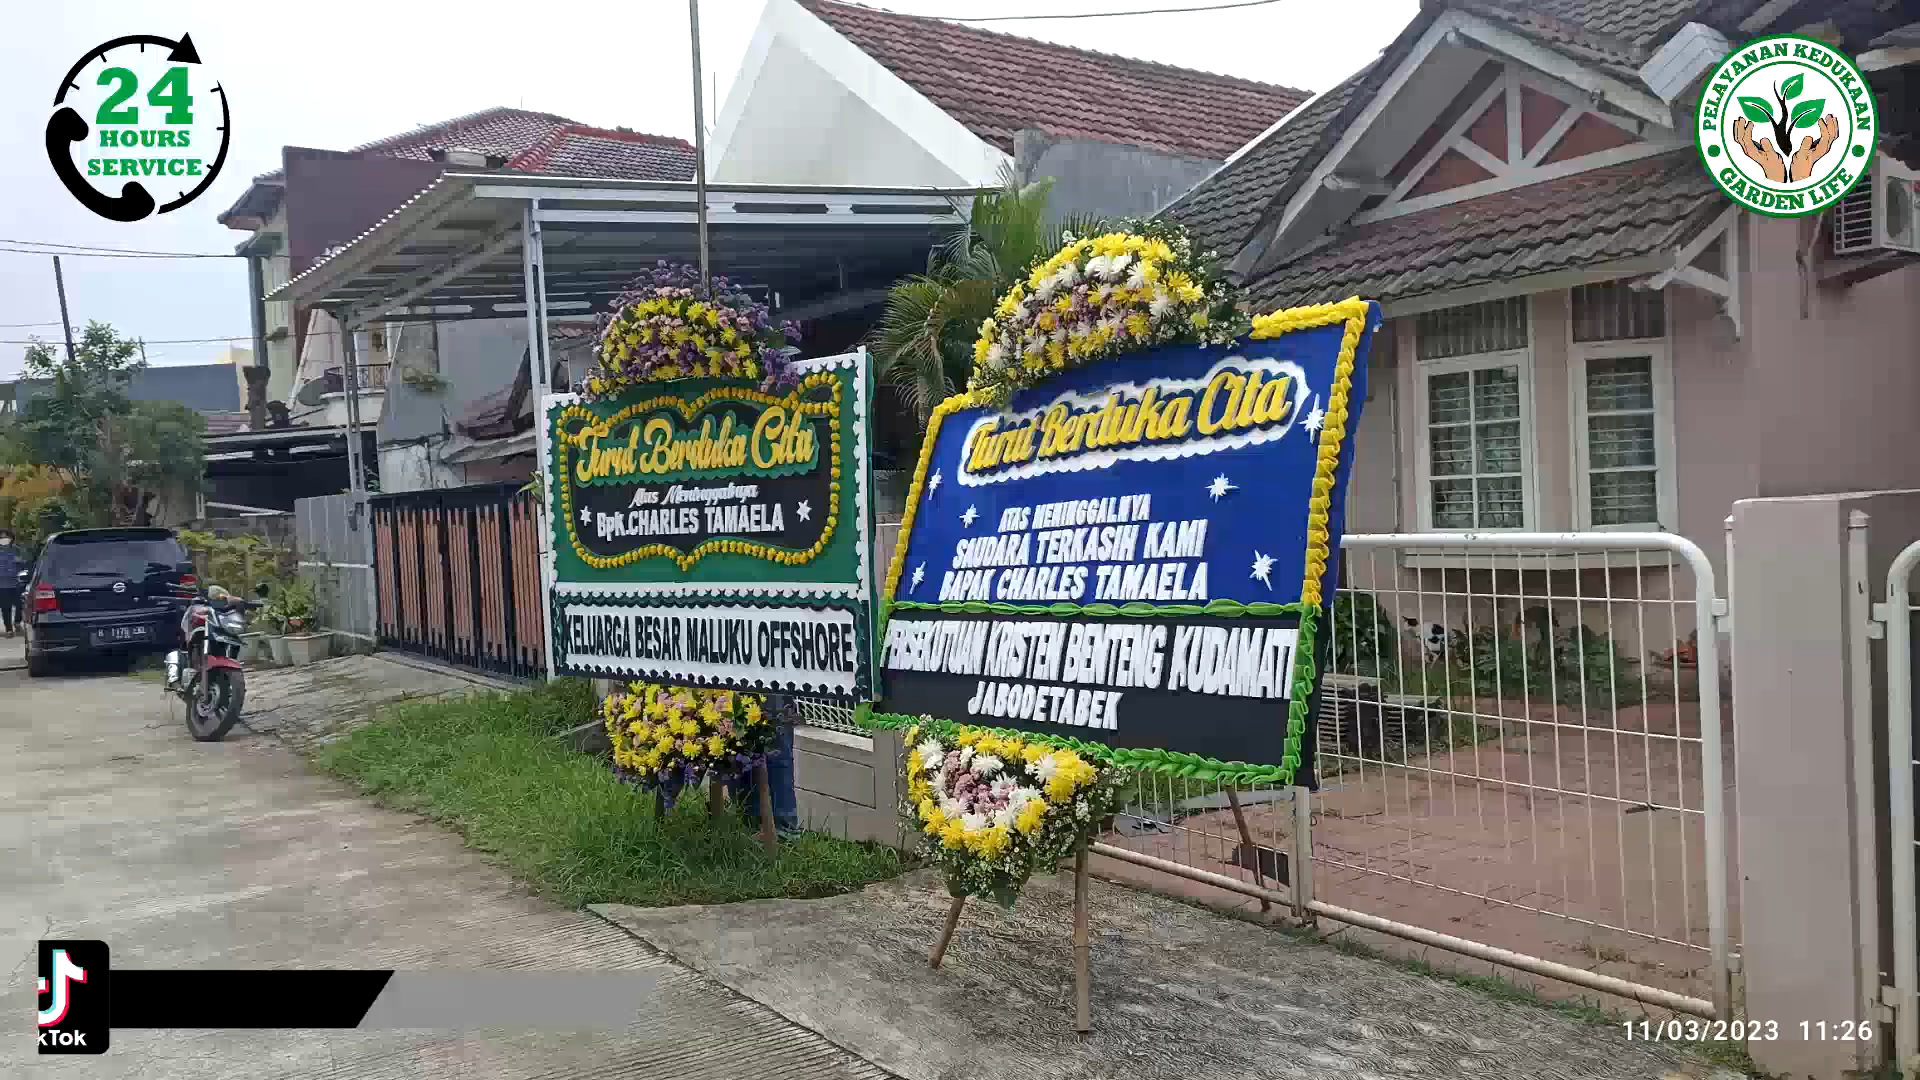 24
HOURS
SERVICE
PELAYANAN KEDUKAAN
GARDEN LIFE
Turut Berduka Cita
Atas Meninggalnya
BpK.CHARLES TAMAELA
KELUARGA BESAR MALUKU OFFSHORE
Turut Berduka Cita
ATAS MENINGGALNYA
SAUDARA TERKASIH KAMI
BAPAK CHARLES TAMAELA
PERSEKUTUAN KRISTEN BENTENG KUDAMATI
JABODETABEK
kTok
11/03/2023 11:26